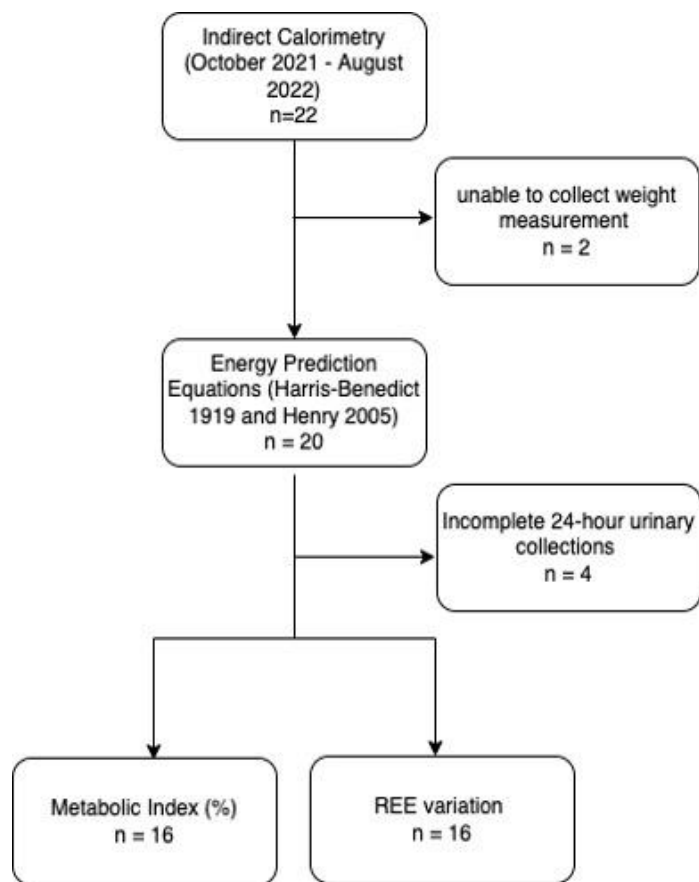 Indirect Calorimetry
(October 2021 - August
2022)
n=22
unable to collect weight
measurement
n = 2
Energy Prediction
Equations (Harris-Benedict
1919 and Henry 2005)
n = 20
Incomplete 24-hour urinary
collections
n = 4
Metabolic Index (%)
n = 16
REE variation
n = 16